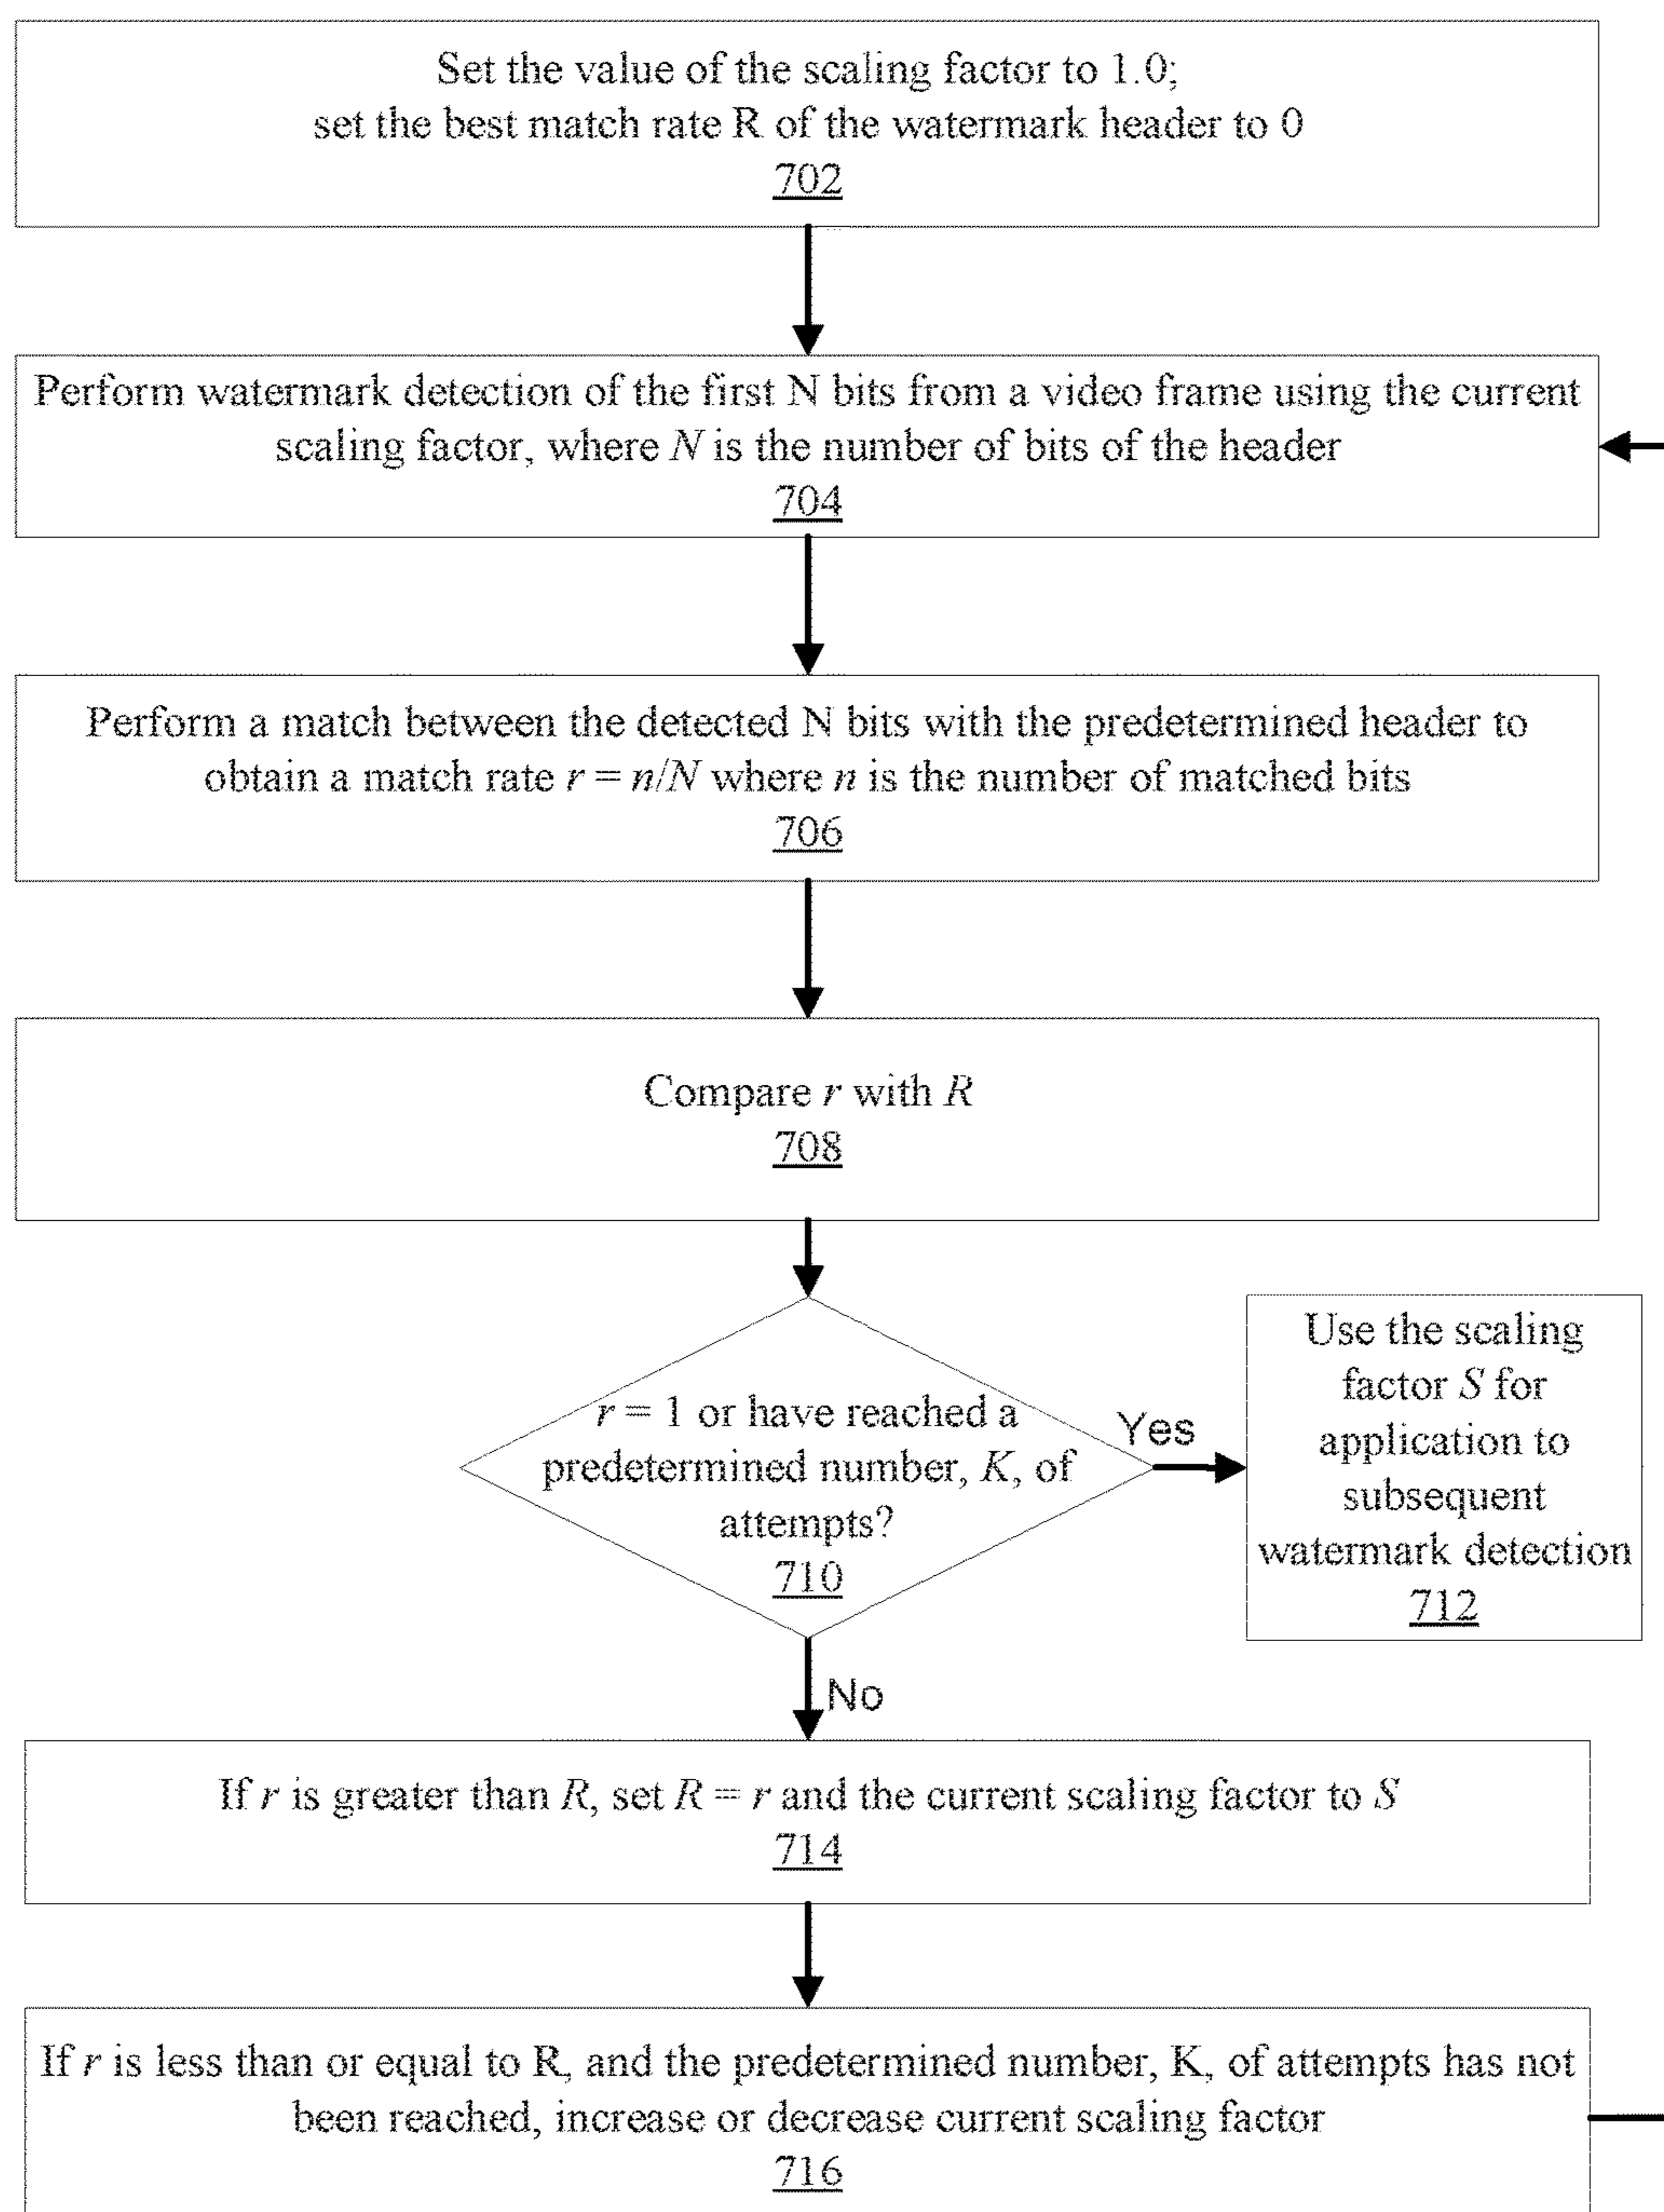 Set the value of the scaling factor to 1.0;
set the best match rate R of the watermark header to 0
702
Perform watermark detection of the first N bits from a video frame using the current
scaling factor, where N is the number of bits of the header
704
Perform a match between the detected N bits with the predetermined header to
obtain a match rate r = n/N where n is the number of matched bits
706
Compare r with R
708
r = 1 or have reached a
predetermined number, K, of
attempts?
710
Yes
Use the scaling
factor S for
application to
subsequent
watermark detection
712
No
If r is greater than R, set R = r and the current scaling factor to S
714
If r is less than or equal to R, and the predetermined number, K, of attempts has not
been reached, increase or decrease current scaling factor
716